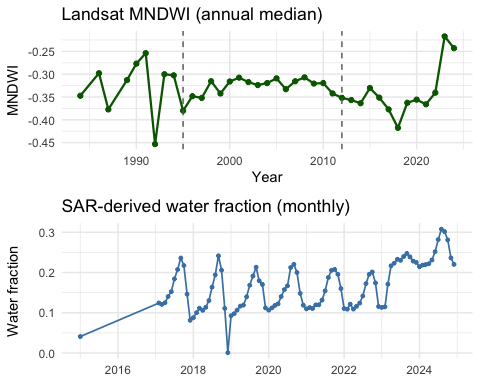 Landsat MNDWI (annual median)
MNDWI
-0.25
-0.30
-0.35
-0.40
-0.45
1990 2000 2010 2020
Year
SAR-derived water fraction (monthly)
Water fraction
0.3
0.2
0.1
0.0
2016 2018 2020 2022 2024